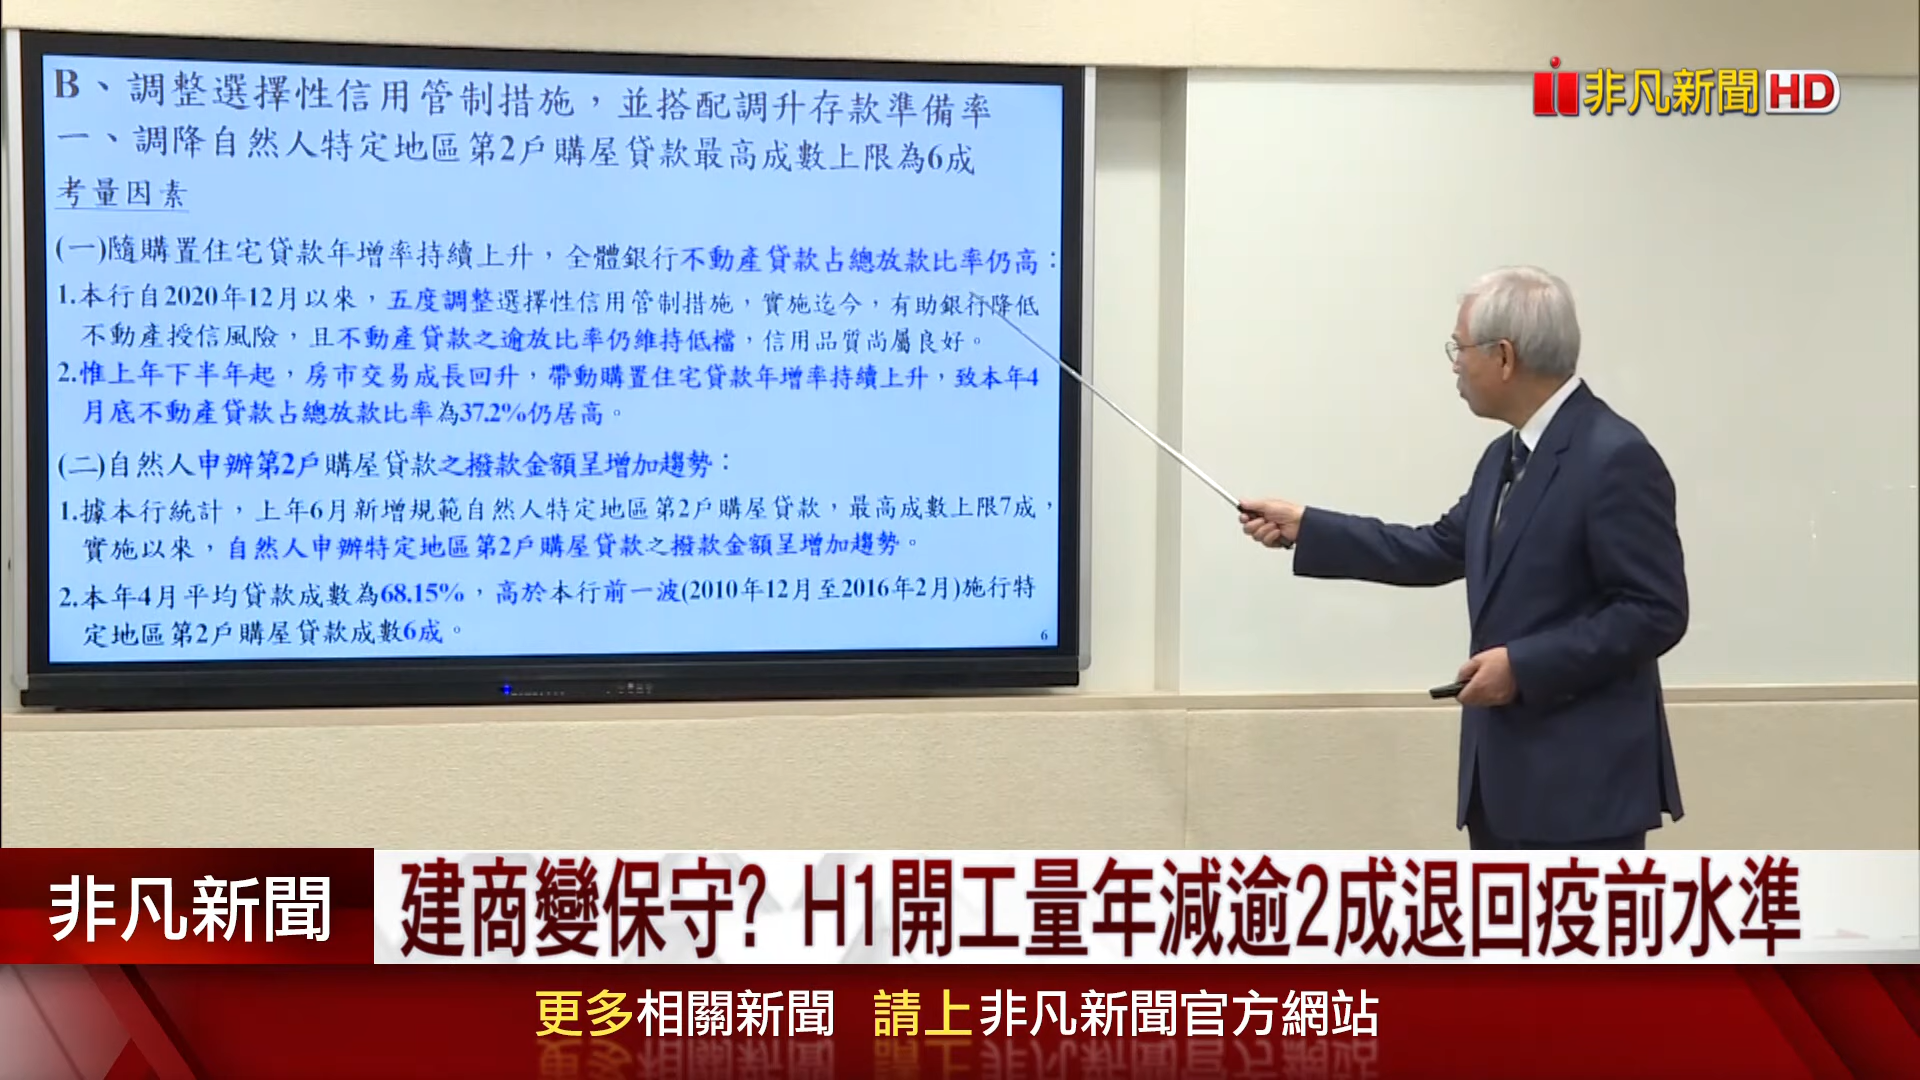 B、調整選擇性信用管制措施，並搭配調升存款準備率
一、調降自然人特定地區第2戶購屋貸款最高成數上限為6成
考量因素
(一)隨購置住宅貸款年增率持續上升，全體銀行不動產貸款占總放款比率仍高：
1.本行自2020年12月以來，五度調整選擇性信用管制措施，實施迄今，有助銀行降低
不動產授信風險，且不動產貸款之逾放比率仍維持低檔，信用品質尚屬良好。
2.惟上年下半年起，房市交易成長回升，帶動購置住宅貸款年增率持續上升，致本年4
月底不動產貸款占總放款比率為37.2%仍居高。
(二)自然人申辦第2戶購屋貸款之撥款金額呈增加趨勢：
1.據本行統計，上年6月新增規範自然人特定地區第2戶購屋貸款，最高成數上限7成，
實施以來，自然人申辦特定地區第2戶購屋貸款之撥款金額呈增加趨勢。
2.本年4月平均貸款成數為68.15%，高於本行前一波(2010年12月至2016年2月)施行特
定地區第2戶購屋貸款成數6成。
6
非凡新聞HD
非凡新聞
建商變保守? H1開工量年減逾2成退回疫前水準
更多相關新聞 請上非凡新聞官方網站